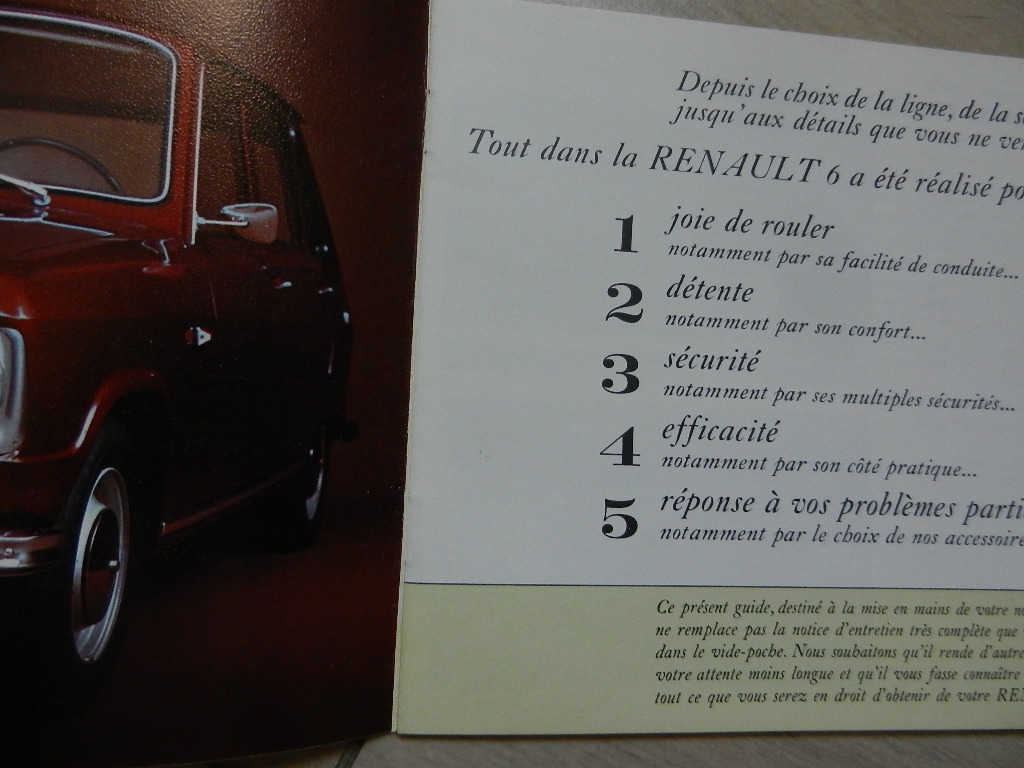 Depuis le choix de la ligne, de la
jusqu'aux détails que vous ne
Tout dans la RENAULT 6 a été réalisé
1 joie de rouler
notamment par sa facilité de conduite...
2 détente
notamment par son confort...
3 sécurité
notamment par ses multiples sécurités...
4 efficacité
notamment par son côté pratique...
5 réponse à vos problèmes parti
notamment par le choix de nos accessoire
Ce présent guide, destiné à la mise en mains de votre
ne remplace pas la notice d'entretien très complète que
dans le vide-poche. Nous souhaitons qu'il rende d'autre
votre attente moins longue et qu'il vous fasse connaître
tout ce que vous serez en droit d'obtenir de votre REN